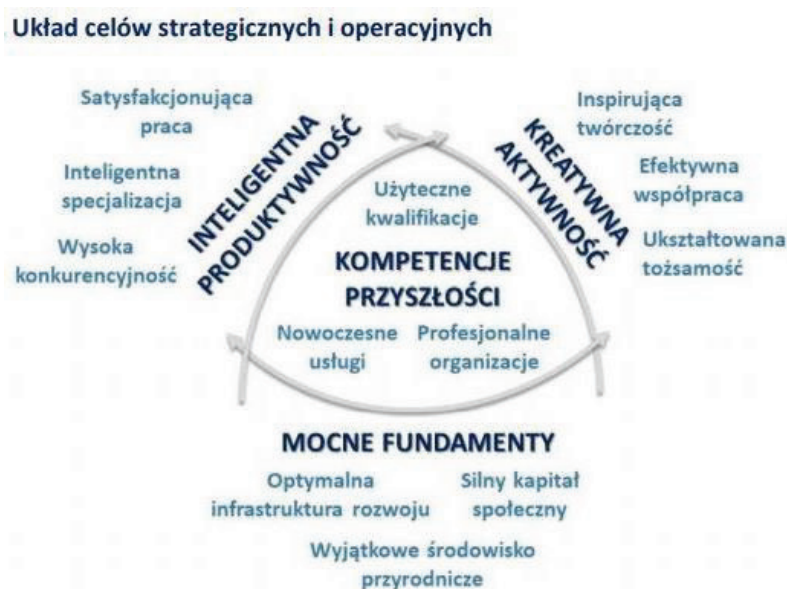 Układ celów strategicznych i operacyjnych
Satysfakcjonująca
praca
Inteligentna
specjalizacja
Wysoka
konkurencyjność
INTELIGENTNA
PRODUKTYWNOŚĆ
Użyteczne
kwalifikacje
KOMPETENCJE
PRZYSZŁOŚCI
Nowoczesne
usługi
Profesjonalne
organizacje
KREATYWNA
AKTYWNOŚĆ
Inspirująca
twórczość
Efektywna
współpraca
Ukształtowana
tożsamość
MOCNE FUNDAMENTY
Optymalna
infrastruktura rozwoju
Silny kapitał
społeczny
Wyjątkowe środowisko
przyrodnicze